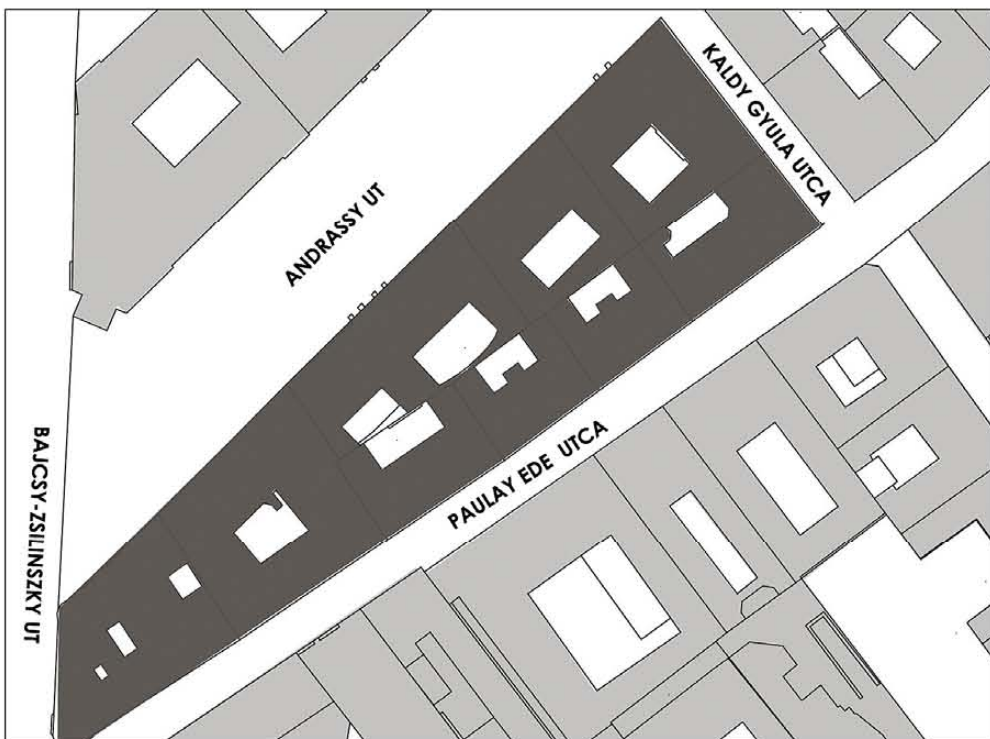 KALDY GYULA UTCA
ANDRASSY UT
PAULAY EDE UTCA
BAJCSY-ZSILINSZKY UT